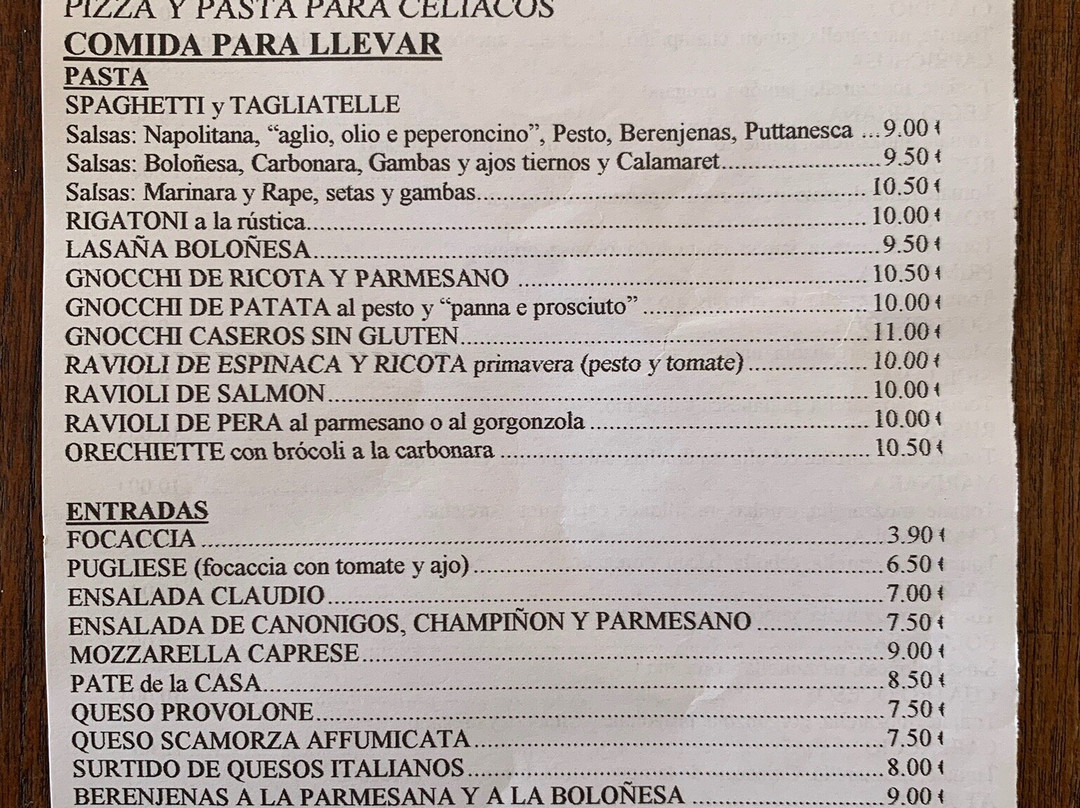 PIZZA Y PASTA PARA CELIACOS
COMIDA PARA LLEVAR
PASTA
SPAGHETTI y TAGLIATELLE
Salsas: Napolitana, “aglio, olio e peperoncino”, Pesto, Berenjenas, Puttanesca ...9.00 €
Salsas: Boloñesa, Carbonara, Gambas y ajos tiernos y Calamaret....................9.50 €
Salsas: Marinara y Rape, setas y gambas...................................................10.50 €
RIGATONI a la rústica............................................................................10.00 €
LASAÑA BOLOÑESA............................................................................9.50 €
GNOCCHI DE RICOTA Y PARMESANO ..............................................10.50 €
GNOCCHI DE PATATA al pesto y “panna e prosciuto” ..............................10.00 €
GNOCCHI CASEROS SIN GLUTEN.......................................................11.00 €
RAVIOLI DE ESPINACA Y RICOTA primavera (pesto y tomate) ................10.00 €
RAVIOLI DE SALMON.........................................................................10.00 €
RAVIOLI DE PERA al parmesano o al gorgonzola .....................................10.00 €
ORECHIETTE con brócoli a la carbonara ..................................................10.50 €
ENTRADAS
FOCACCIA ..........................................................................................3.90 €
PUGLIESE (focaccia con tomate y ajo).......................................................6.50 €
ENSALADA CLAUDIO.........................................................................7.00 €
ENSALADA DE CANONIGOS, CHAMPIÑON Y PARMESANO ................7.50 €
MOZZARELLA CAPRESE....................................................................9.00 €
PATE de la CASA..................................................................................8.50 €
QUESO PROVOLONE...........................................................................7.50 €
QUESO SCAMORZA AFFUMICATA......................................................7.50 €
SURTIDO DE QUESOS ITALIANOS.......................................................8.00 €
BERENJENAS A LA PARMESANA Y A LA BOLOÑESA .........................9.00 €